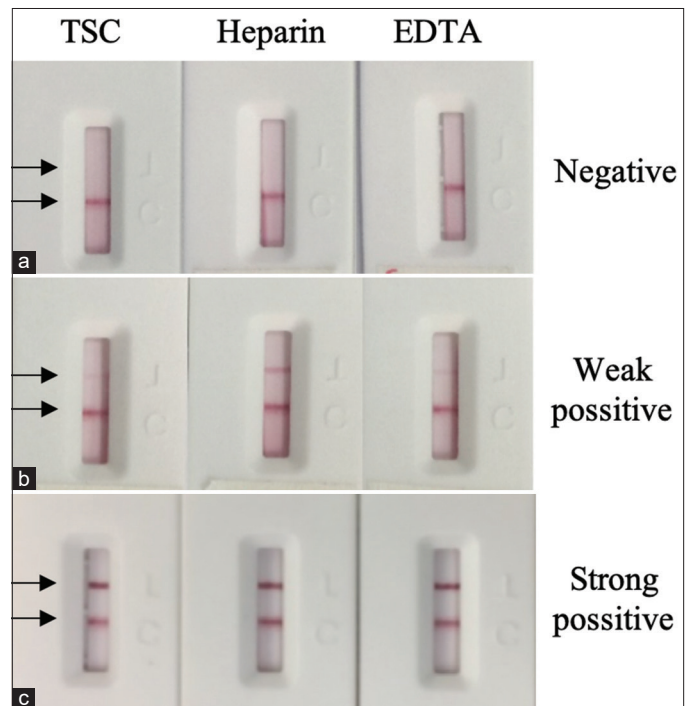 TSC Heparin EDTA
T T T
C C C
Negative
a
T T T
C C C
Weak
possitive
b
T T T
C C C
Strong
possitive
c